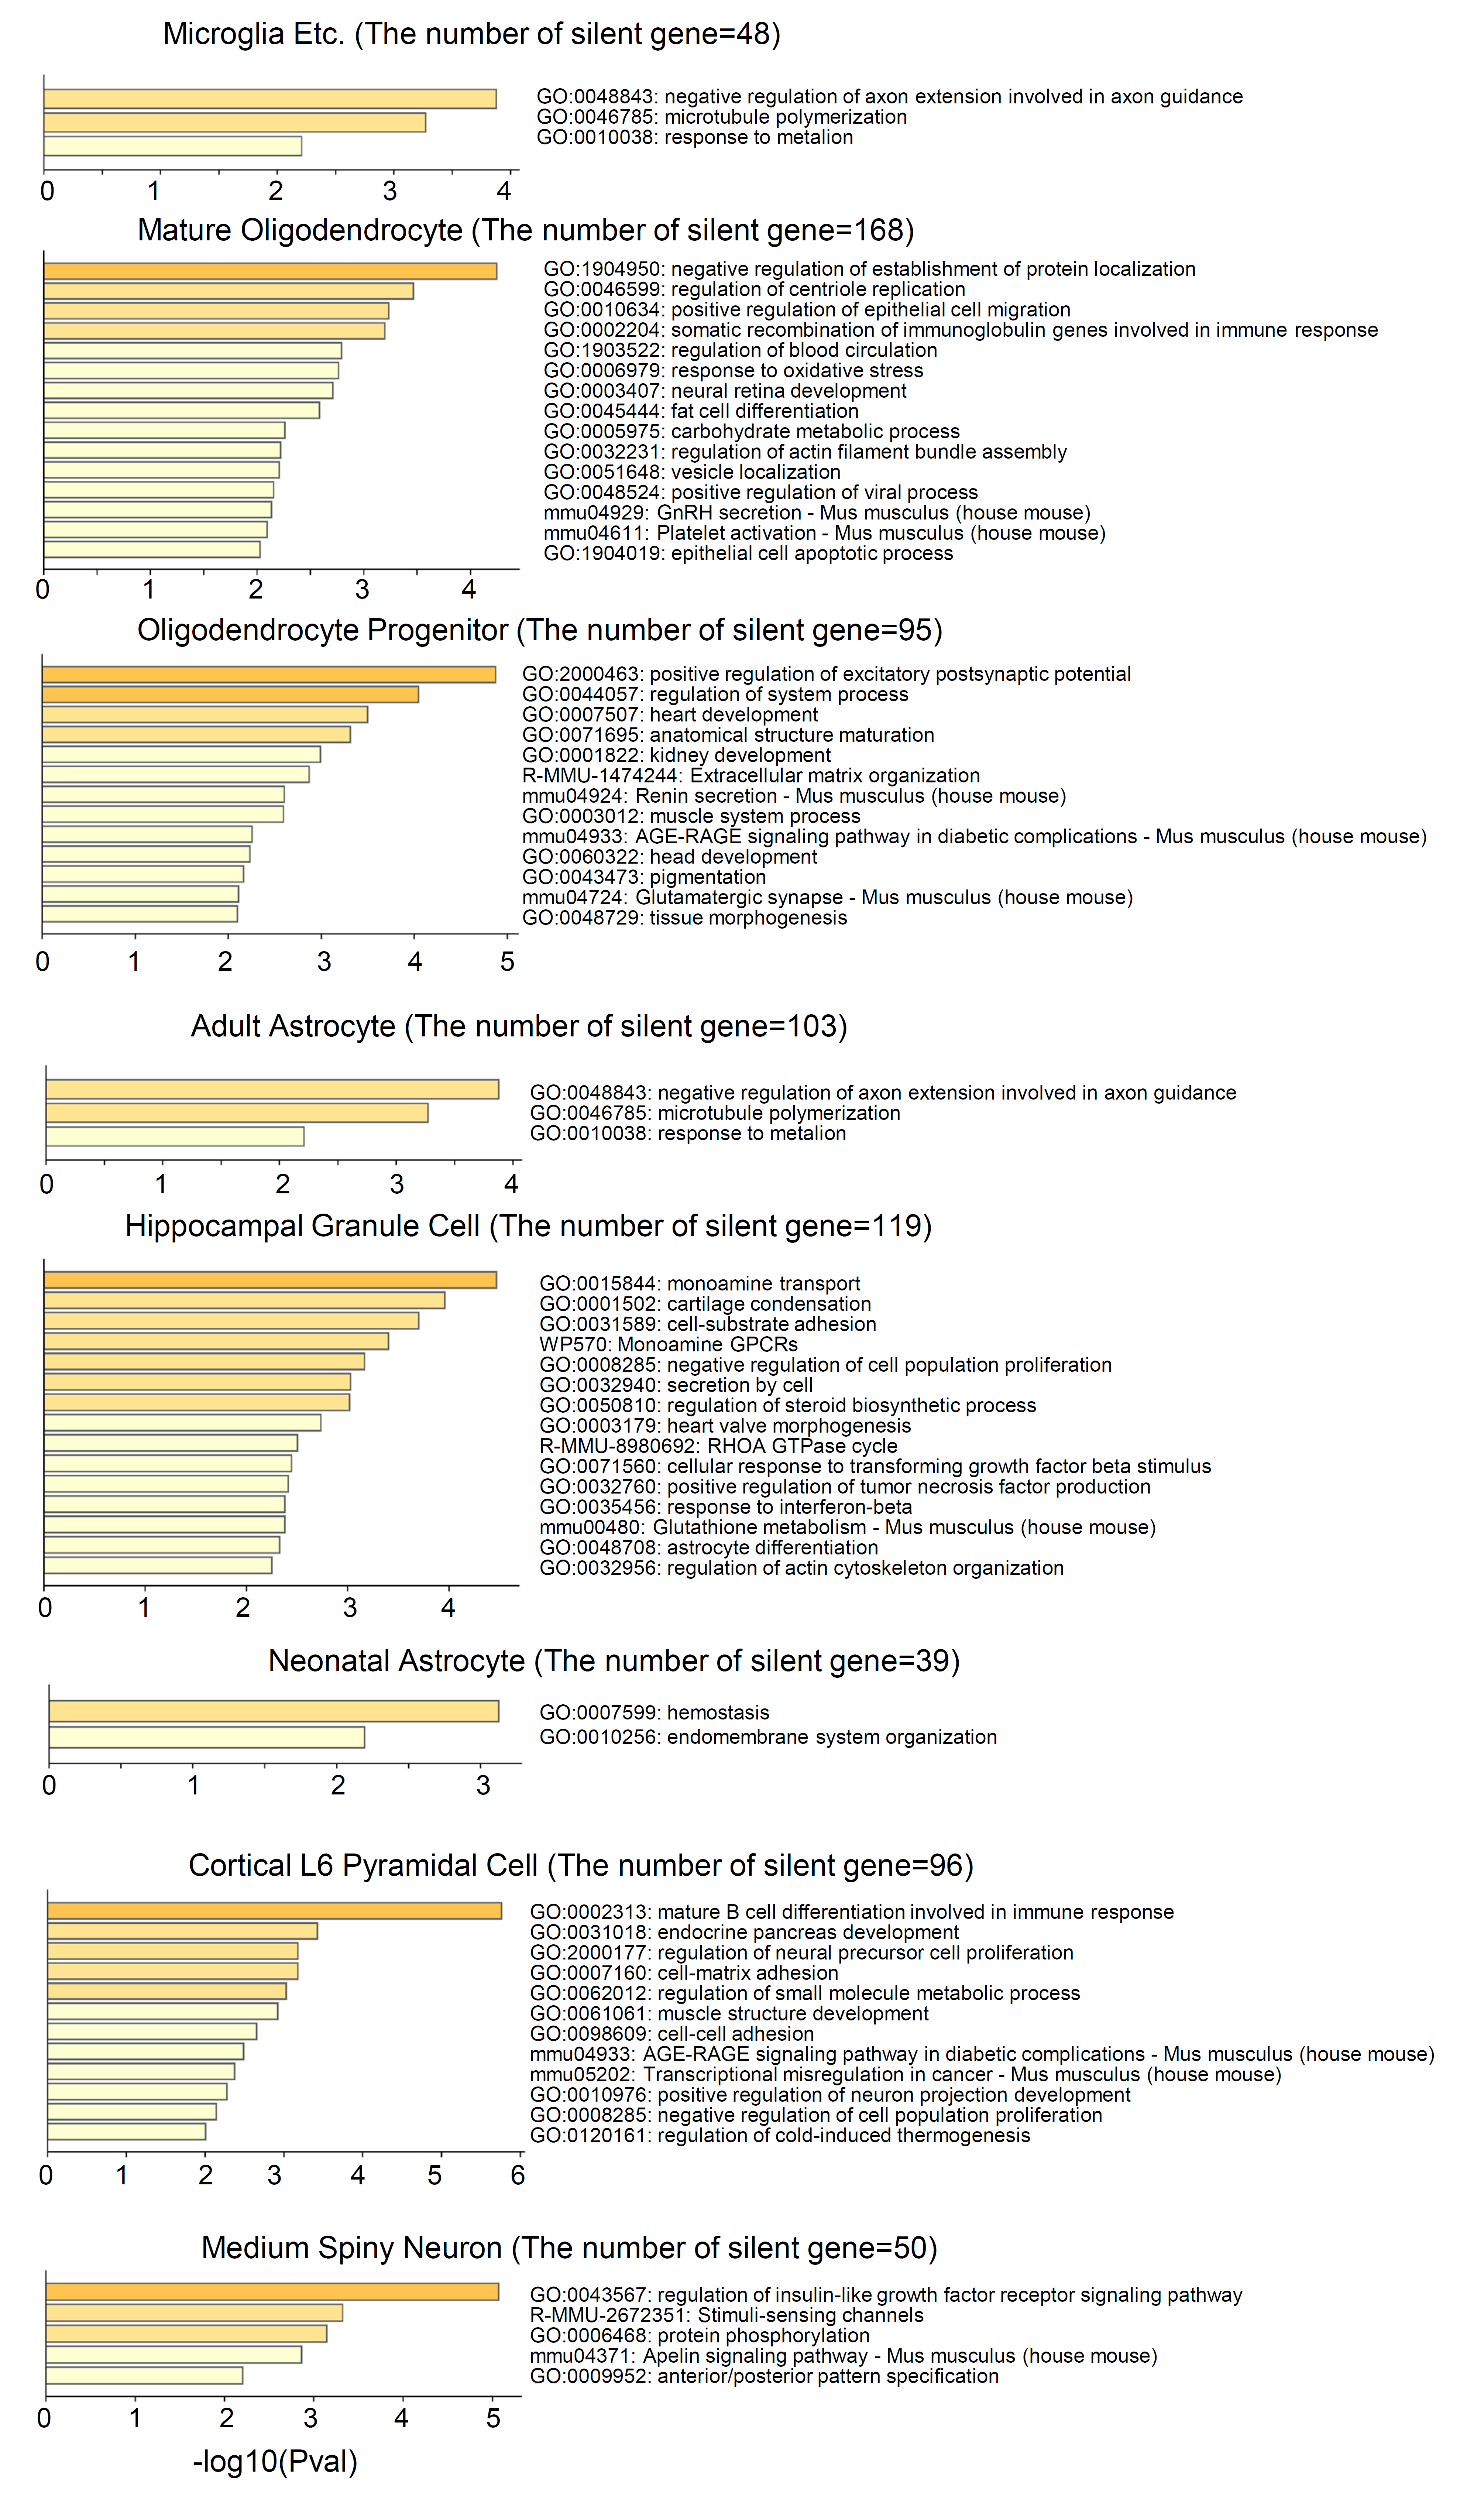 Microglia Etc. (The number of silent gene=48)
GO:0048843: negative regulation of axon extension involved in axon guidance
GO:0046785: microtubule polymerization
GO:0010038: response to metalion
0 1 2 3 4
Mature Oligodendrocyte (The number of silent gene=168)
GO:1904950: negative regulation of establishment of protein localization
GO:0046599: regulation of centriole replication
GO:0010634: positive regulation of epithelial cell migration
GO:0002204: somatic recombination of immunoglobulin genes involved in immune response
GO:1903522: regulation of blood circulation
GO:0006979: response to oxidative stress
GO:0003407: neural retina development
GO:0045444: fat cell differentiation
GO:0005975: carbohydrate metabolic process
GO:0032231: regulation of actin filament bundle assembly
GO:0051648: vesicle localization
GO:0048524: positive regulation of viral process
mmu04929: GnRH secretion - Mus musculus (house mouse)
mmu04611: Platelet activation - Mus musculus (house mouse)
GO:1904019: epithelial cell apoptotic process
0 1 2 3 4
Oligodendrocyte Progenitor (The number of silent gene=95)
GO:2000463: positive regulation of excitatory postsynaptic potential
GO:0044057: regulation of system process
GO:0007507: heart development
GO:0071695: anatomical structure maturation
GO:0001822: kidney development
R-MMU-1474244: Extracellular matrix organization
mmu04924: Renin secretion - Mus musculus (house mouse)
GO:0003012: muscle system process
mmu04933: AGE-RAGE signaling pathway in diabetic complications - Mus musculus (house mouse)
GO:0060322: head development
GO:0043473: pigmentation
mmu04724: Glutamatergic synapse - Mus musculus (house mouse)
GO:0048729: tissue morphogenesis
0 1 2 3 4 5
Adult Astrocyte (The number of silent gene=103)
GO:0048843: negative regulation of axon extension involved in axon guidance
GO:0046785: microtubule polymerization
GO:0010038: response to metalion
0 1 2 3 4
Hippocampal Granule Cell (The number of silent gene=119)
GO:0015844: monoamine transport
GO:0001502: cartilage condensation
GO:0031589: cell-substrate adhesion
WP570: Monoamine GPCRs
GO:0008285: negative regulation of cell population proliferation
GO:0032940: secretion by cell
GO:0050810: regulation of steroid biosynthetic process
GO:0003179: heart valve morphogenesis
R-MMU-8980692: RHOA GTPase cycle
GO:0071560: cellular response to transforming growth factor beta stimulus
GO:0032760: positive regulation of tumor necrosis factor production
GO:0035456: response to interferon-beta
mmu00480: Glutathione metabolism - Mus musculus (house mouse)
GO:0048708: astrocyte differentiation
GO:0032956: regulation of actin cytoskeleton organization
0 1 2 3 4
Neonatal Astrocyte (The number of silent gene=39)
GO:0007599: hemostasis
GO:0010256: endomembrane system organization
0 1 2 3
Cortical L6 Pyramidal Cell (The number of silent gene=96)
GO:0002313: mature B cell differentiation involved in immune response
GO:0031018: endocrine pancreas development
GO:2000177: regulation of neural precursor cell proliferation
GO:0007160: cell-matrix adhesion
GO:0062012: regulation of small molecule metabolic process
GO:0061061: muscle structure development
GO:0098609: cell-cell adhesion
mmu04933: AGE-RAGE signaling pathway in diabetic complications - Mus musculus (house mouse)
mmu05202: Transcriptional misregulation in cancer - Mus musculus (house mouse)
GO:0010976: positive regulation of neuron projection development
GO:0008285: negative regulation of cell population proliferation
GO:0120161: regulation of cold-induced thermogenesis
0 1 2 3 4 5 6
Medium Spiny Neuron (The number of silent gene=50)
GO:0043567: regulation of insulin-like growth factor receptor signaling pathway
R-MMU-2672351: Stimuli-sensing channels
GO:0006468: protein phosphorylation
mmu04371: Apelin signaling pathway - Mus musculus (house mouse)
GO:0009952: anterior/posterior pattern specification
0 1 2 3 4 5
-log10(Pval)